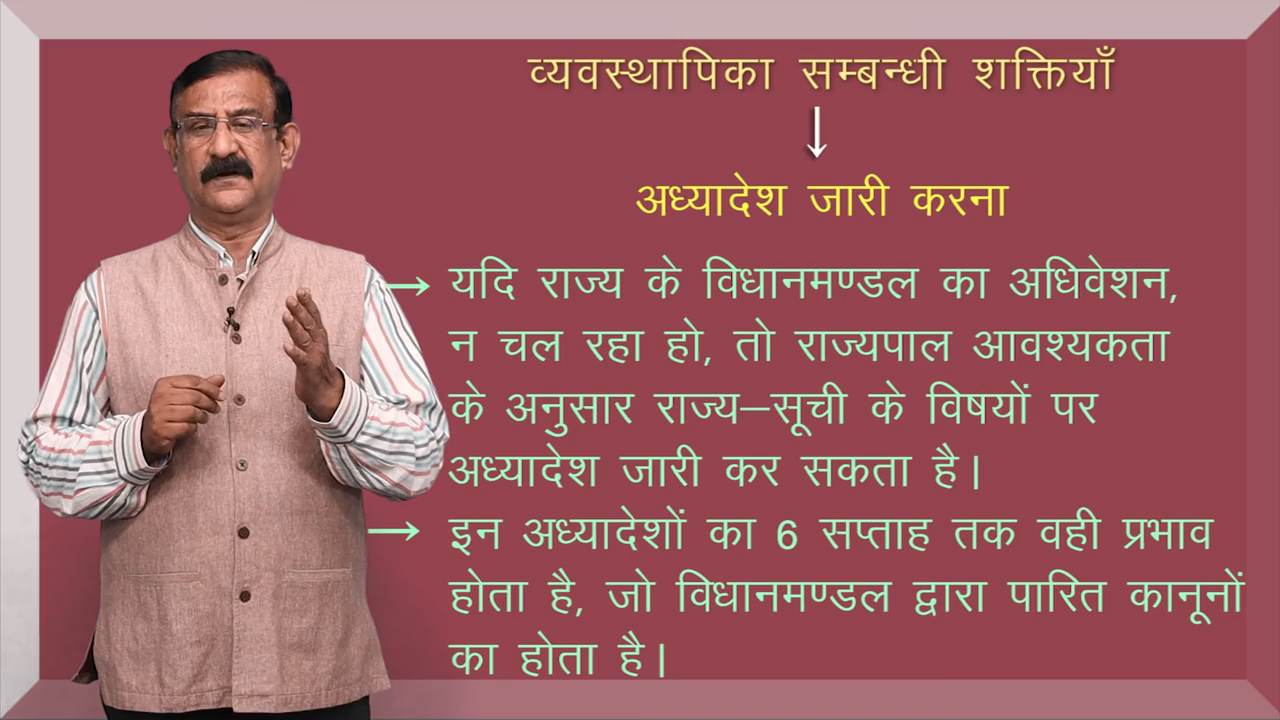 व्यवस्थापिका सम्बन्धी शक्तियाँ
↓
अध्यादेश जारी करना
→ यदि राज्य के विधानमण्डल का अधिवेशन,
न चल रहा हो, तो राज्यपाल आवश्यकता
के अनुसार राज्य–सूची के विषयों पर
अध्यादेश जारी कर सकता है।
→ इन अध्यादेशों का 6 सप्ताह तक वही प्रभाव
होता है, जो विधानमण्डल द्वारा पारित कानूनों
का होता है।